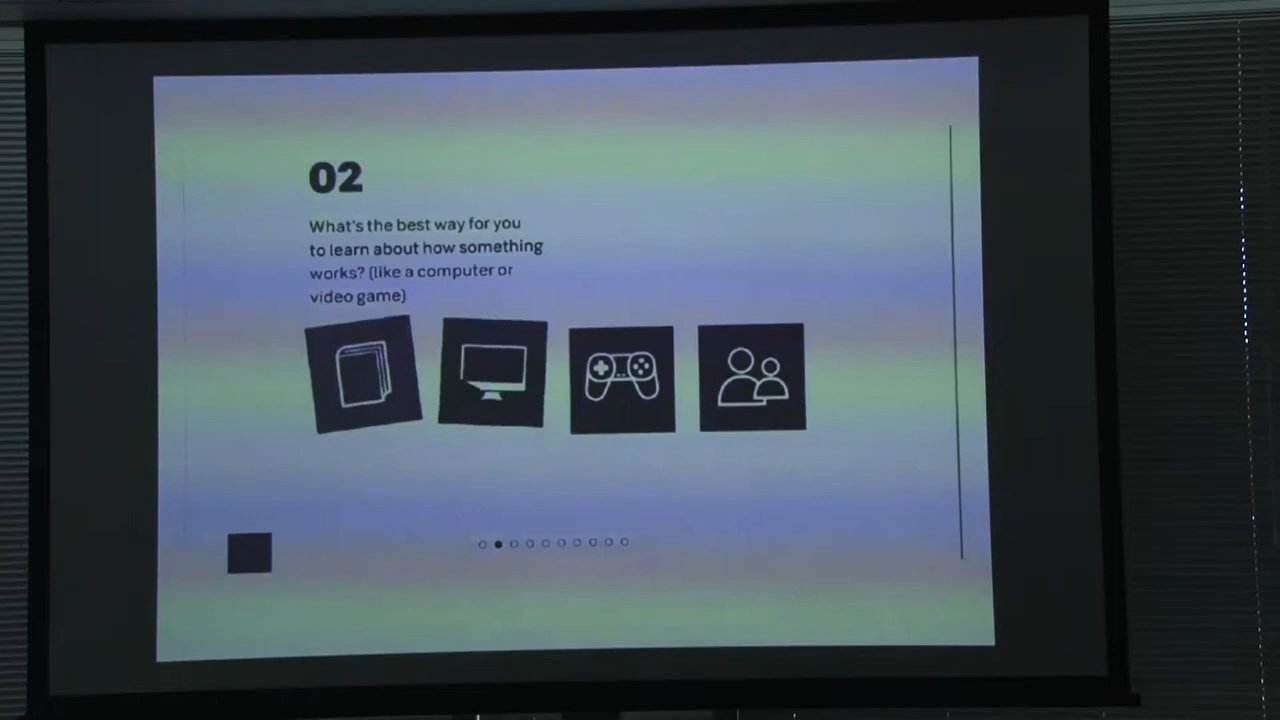 02
What's the best way for you
to learn about how something
works? (like a computer or
video game)